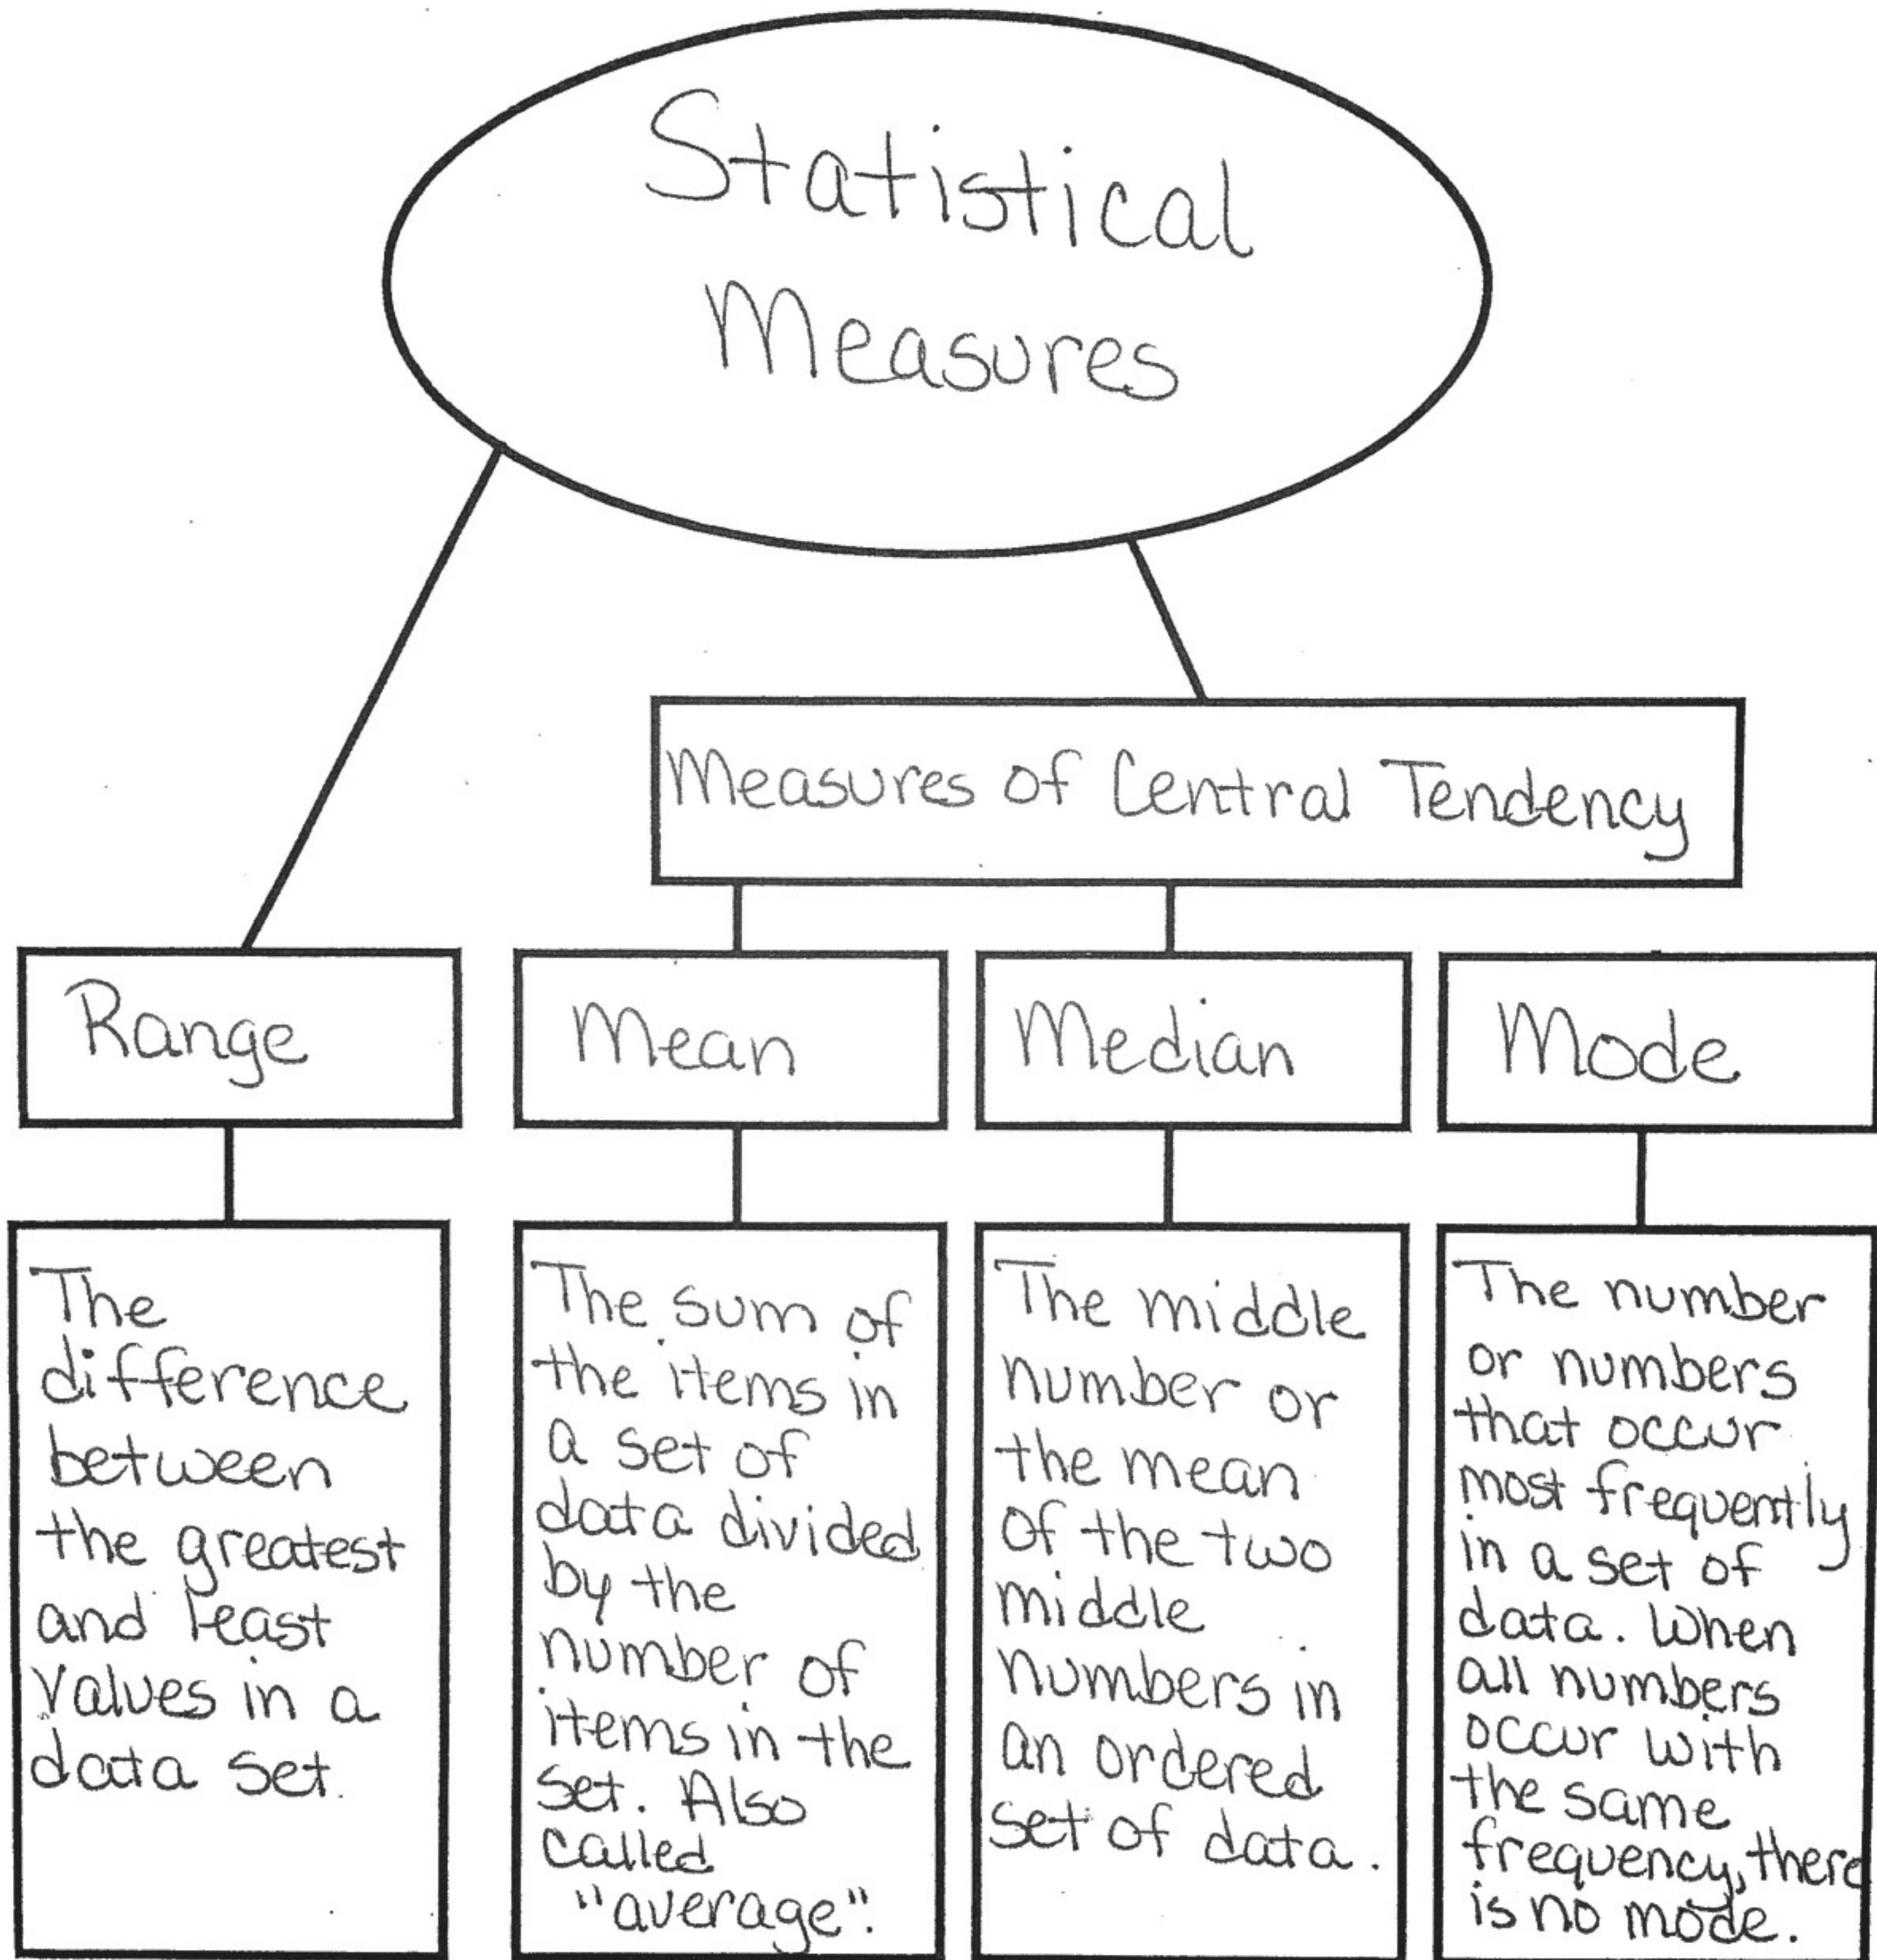 Statistical
Measures
Measures of Central Tendency
Range
Mean
Median
Mode
The
difference
between
the greatest
and least
values in a
data set.
The sum of
the items in
a set of
data divided
by the
number of
items in the
set. Also
called
"average".
The middle
number or
the mean
of the two
middle
numbers in
an ordered
set of data.
The number
or numbers
that occur
most frequently
in a set of
data. When
all numbers
occur with
the same
frequency, there
is no mode.